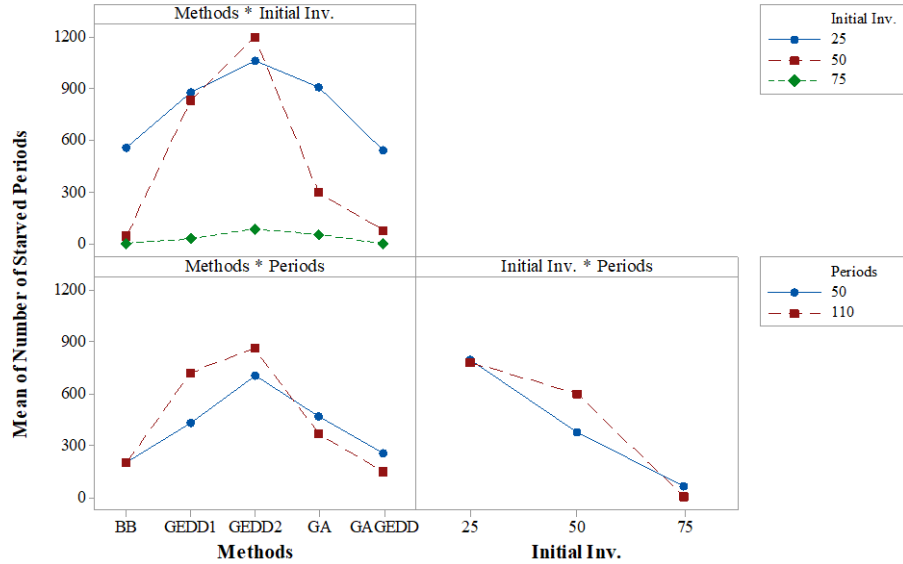 Methods * Initial Inv.
1200
900
600
300
0
Initial Inv.
25
50
75
Mean of Number of Starved Periods
Methods * Periods
Initial Inv. * Periods
1200
900
600
300
0
Periods
50
110
BB GEDD1 GEDD2 GA GAGEDD
25 50 75
Methods
Initial Inv.